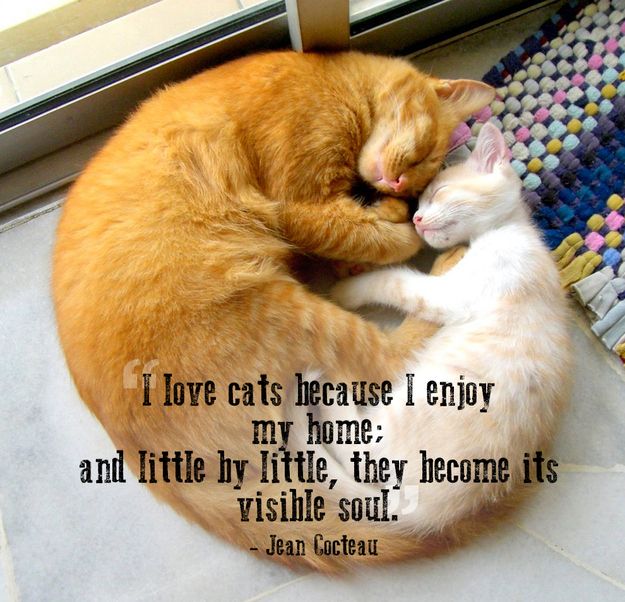 “I love cats because I enjoy
my home;
and little by little, they become its
visible soul.”
- Jean Cocteau